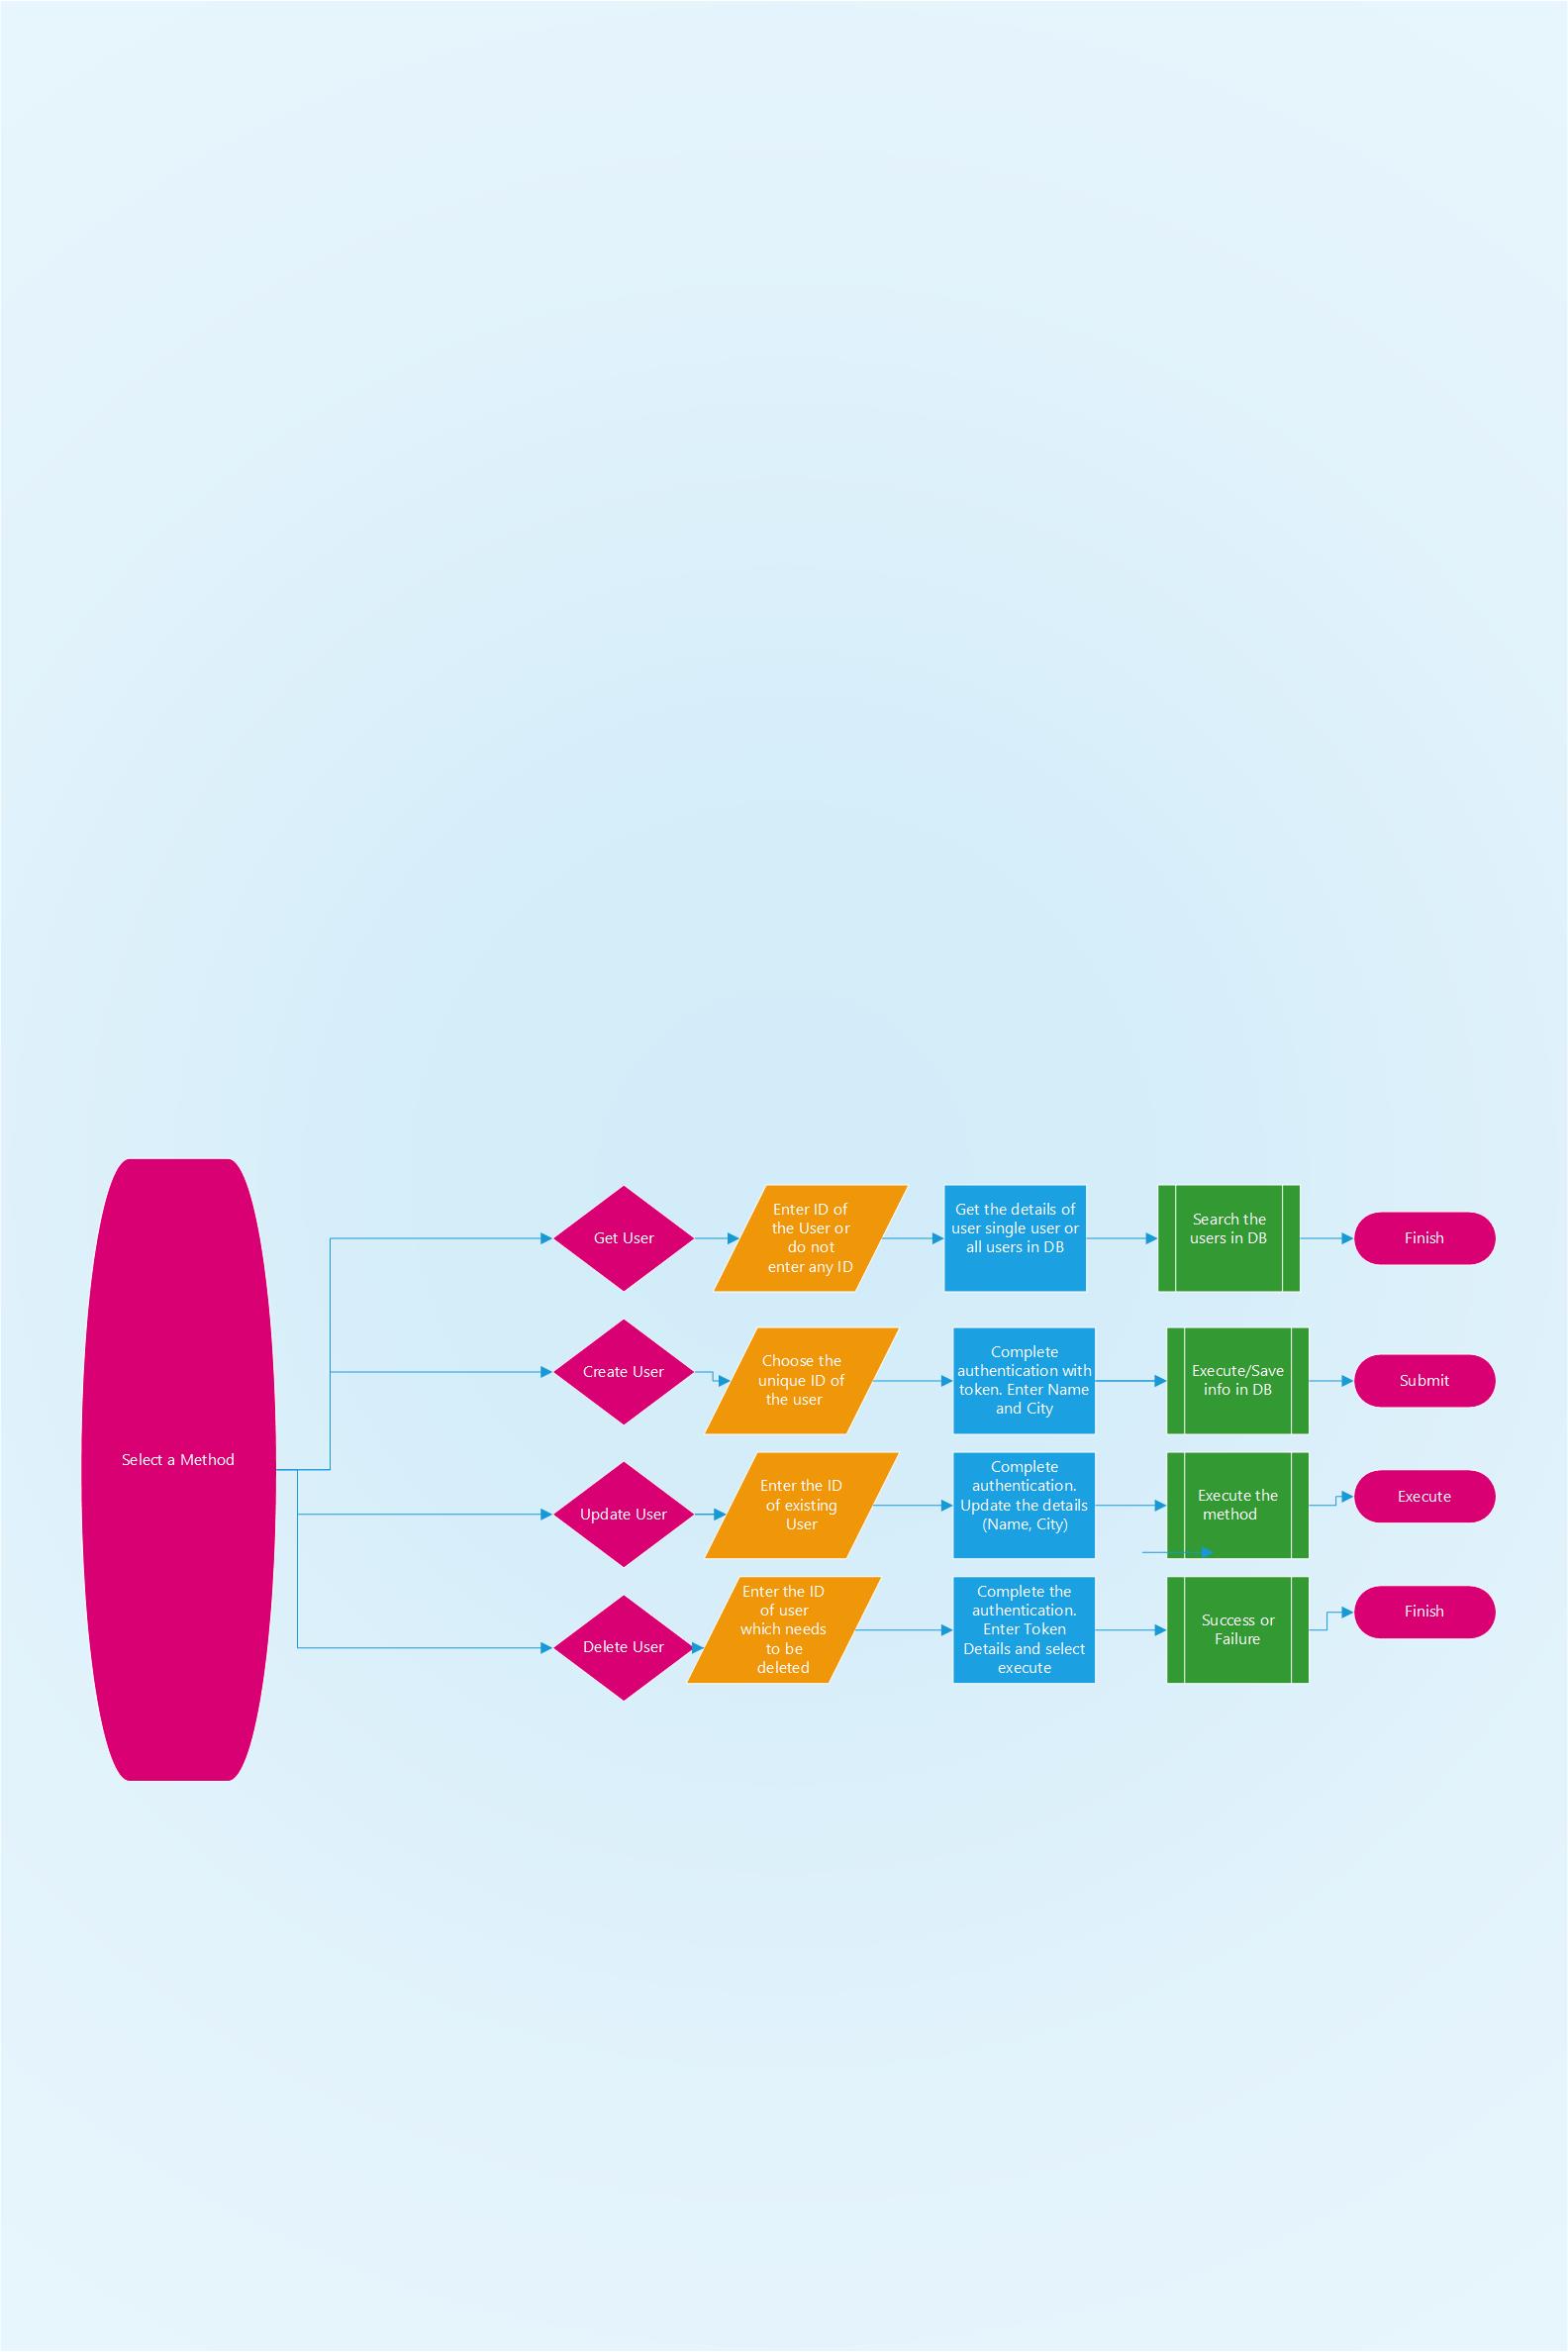 Select a Method
Get User
Enter ID of
the User or
do not
enter any ID
Get the details of
user single user or
all users in DB
Search the
users in DB
Finish
Create User
Choose the
unique ID of
the user
Complete
authentication with
token. Enter Name
and City
Execute/Save
info in DB
Submit
Update User
Enter the ID
of existing
User
Complete
authentication.
Update the details
(Name, City)
Execute the
method
Execute
Delete User
Enter the ID
of user
which needs
to be
deleted
Complete the
authentication.
Enter Token
Details and select
execute
Success or
Failure
Finish